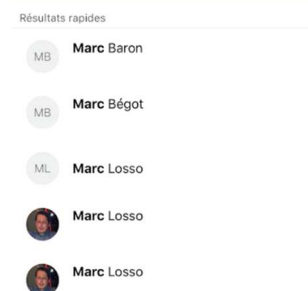 Résultats rapides
MB Marc Baron
MB Marc Bégot
ML Marc Losso
Marc Losso
Marc Losso